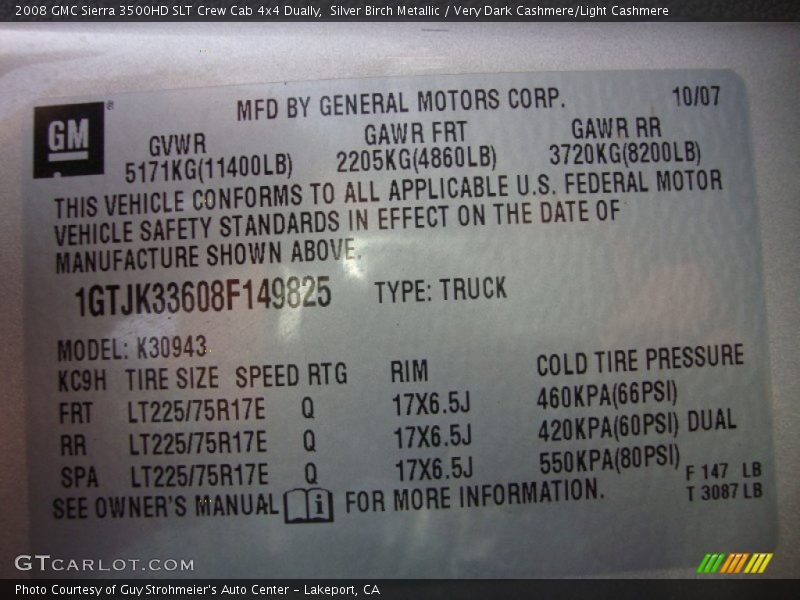 2008 GMC Sierra 3500HD SLT Crew Cab 4x4 Dually,  Silver Birch Metallic / Very Dark Cashmere/Light Cashmere
GM®
MFD BY GENERAL MOTORS CORP. 10/07
GVWR GAWR FRT GAWR RR
5171KG(11400LB) 2205KG(4860LB) 3720KG(8200LB)
THIS VEHICLE CONFORMS TO ALL APPLICABLE U.S. FEDERAL MOTOR
VEHICLE SAFETY STANDARDS IN EFFECT ON THE DATE OF
MANUFACTURE SHOWN ABOVE.
1GTJK33608F149825 TYPE: TRUCK
MODEL: K30943
KC9H TIRE SIZE SPEED RTG RIM COLD TIRE PRESSURE
FRT LT225/75R17E Q 17X6.5J 460KPA(66PSI)
RR LT225/75R17E Q 17X6.5J 420KPA(60PSI) DUAL
SPA LT225/75R17E Q 17X6.5J 550KPA(80PSI)
SEE OWNER'S MANUAL i FOR MORE INFORMATION.
F 147 LB
T 3087 LB
GTCARLOT.COM
Photo Courtesy of Guy Strohmeier's Auto Center - Lakeport, CA